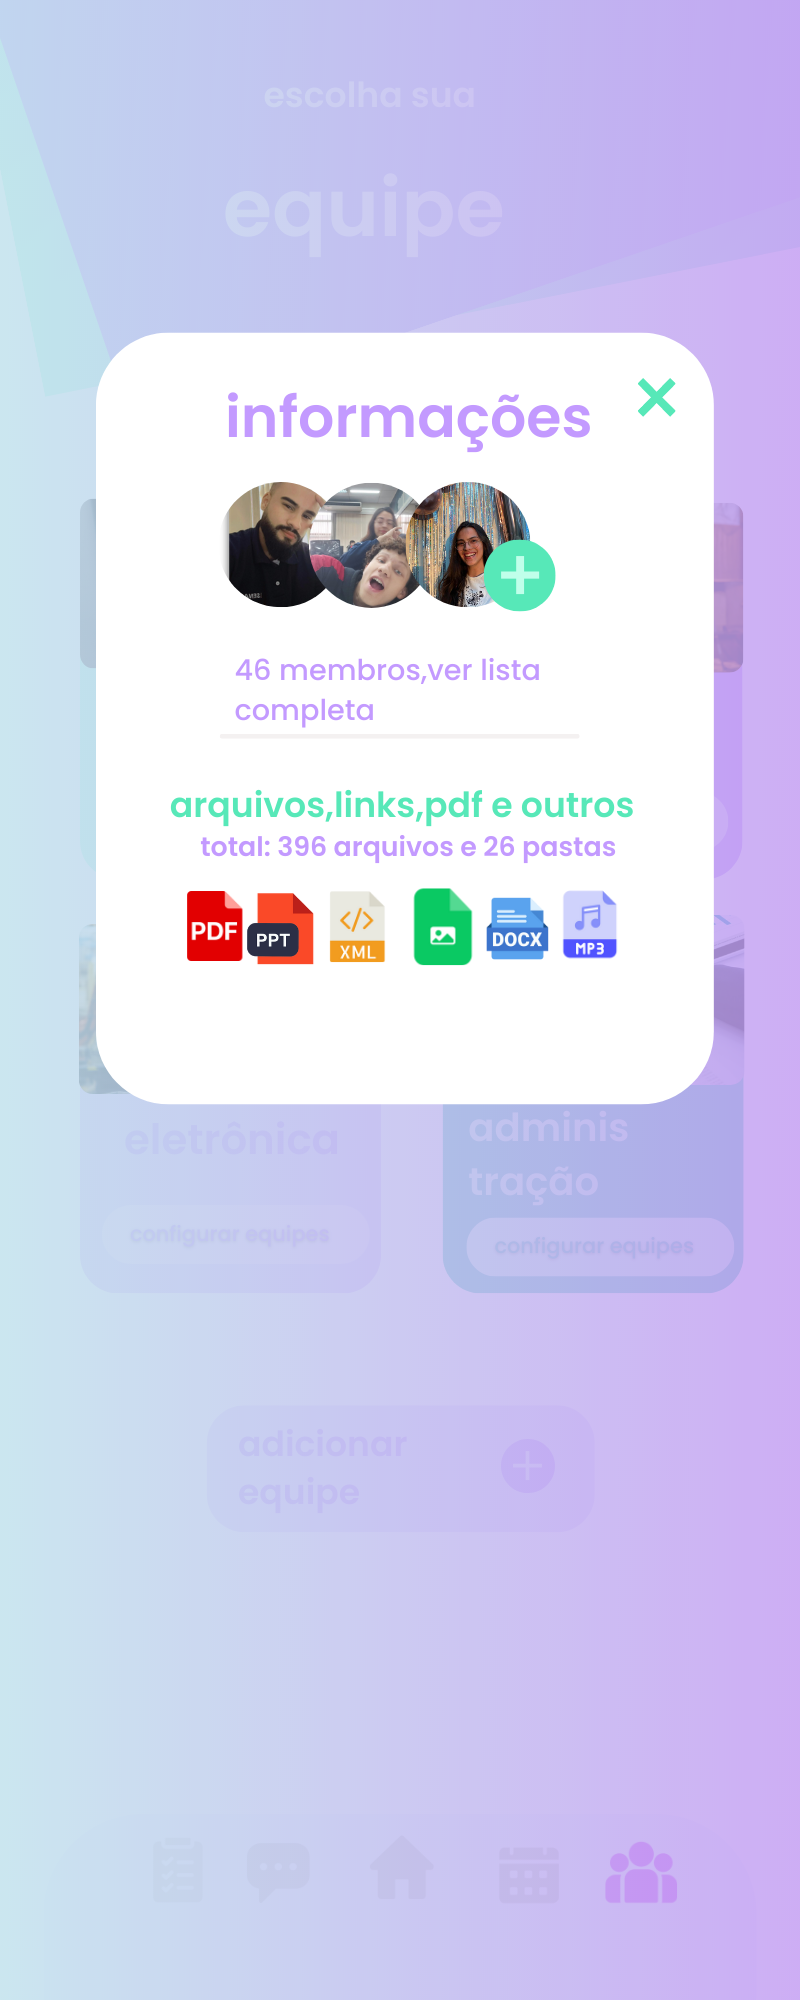 escolha sua
equipe
informações
46 membros,ver lista
completa
arquivos,links,pdf e outros
total: 396 arquivos e 26 pastas
PDF
PPT
XML
DOCX
MP3
eletrônica
adminis
tração
configurar equipes
configurar equipes
adicionar
equipe